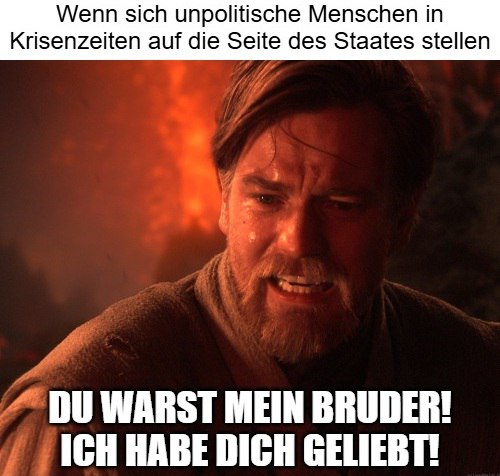 Wenn sich unpolitische Menschen in
Krisenzeiten auf die Seite des Staates stellen
DU WARST MEIN BRUDER!
ICH HABE DICH GELIEBT!